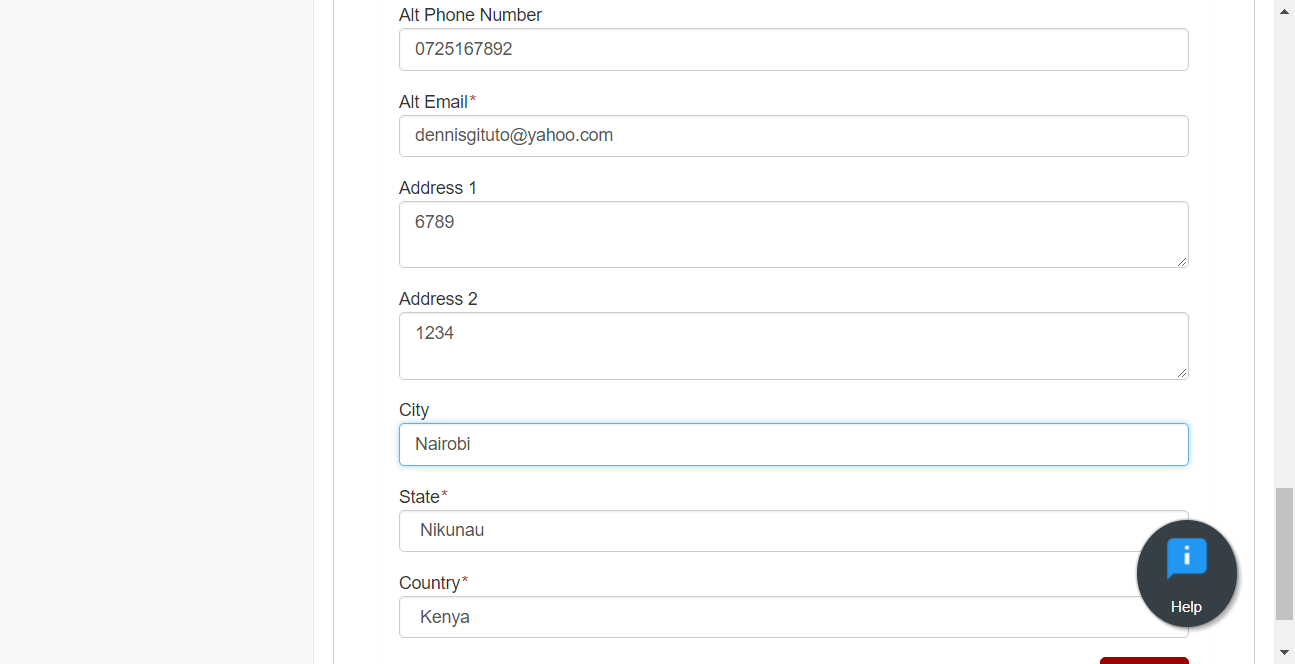 Alt Phone Number
0725167892
Alt Email*
dennisgituto@yahoo.com
Address 1
6789
Address 2
1234
City
Nairobi
State*
Nikunau
Country*
Kenya
Help